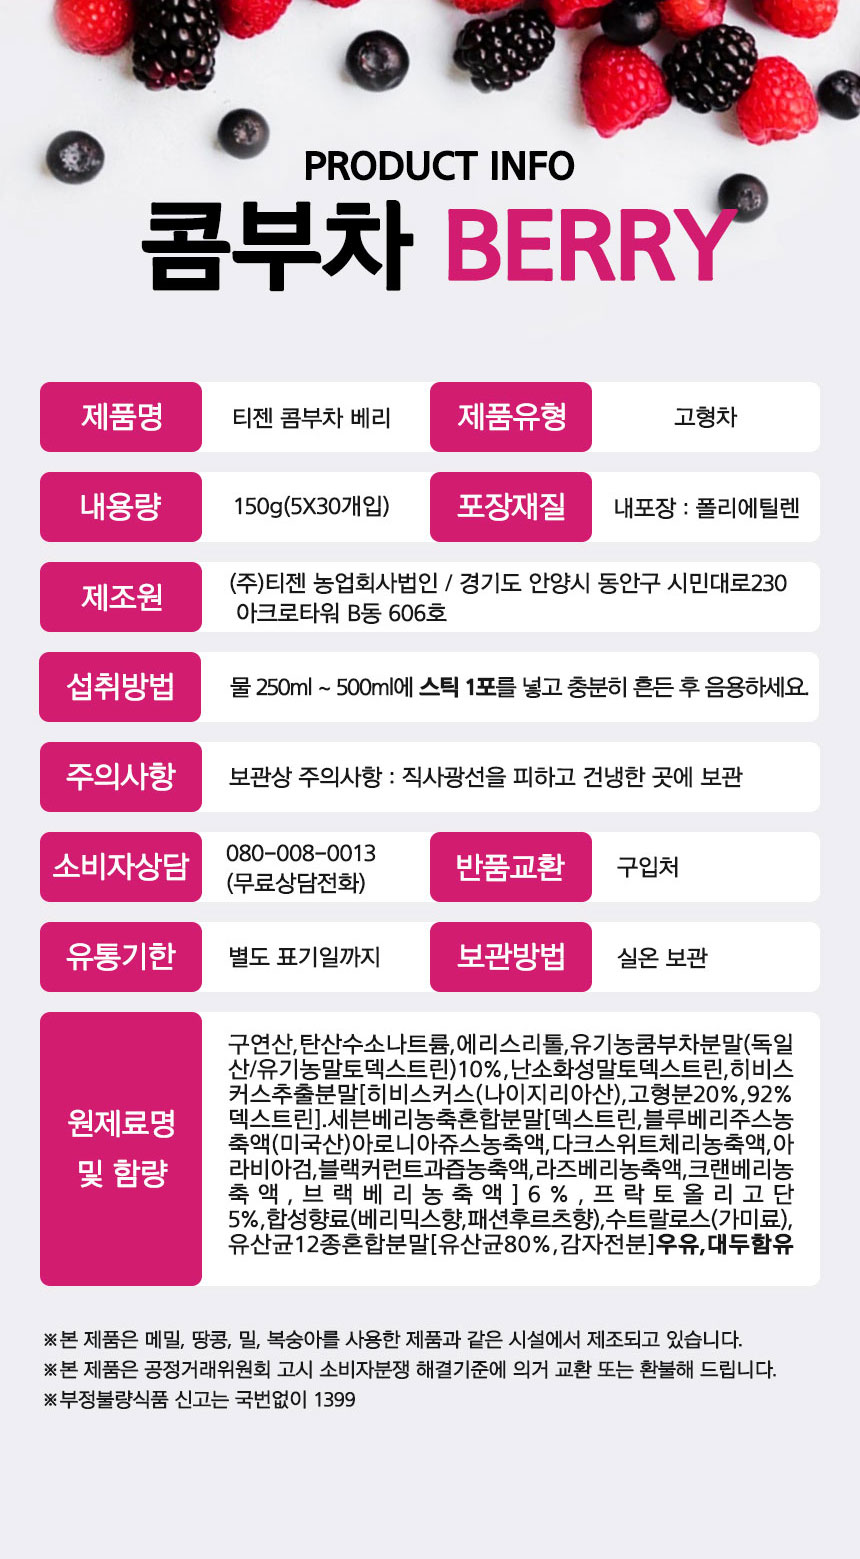 PRODUCT INFO
콤부차 BERRY
제품명
티젠 콤부차 베리
제품유형
고형차
내용량
150g(5X30개입)
포장재질
내포장 : 폴리에틸렌
제조원
(주)티젠 농업회사법인 / 경기도 안양시 동안구 시민대로230
아크로타워 B동 606호
섭취방법
물 250ml ~ 500ml에 스틱 1포를 넣고 충분히 흔든 후 음용하세요.
주의사항
보관상 주의사항 : 직사광선을 피하고 건냉한 곳에 보관
소비자상담
080-008-0013
(무료상담전화)
반품교환
구입처
유통기한
별도 표기일까지
보관방법
실온 보관
원제료명
및 함량
구연산,탄산수소나트륨,에리스리톨,유기농콤부차분말(독일
산/유기농말토덱스트린)10%,난소화성말토덱스트린,히비스
커스추출분말[히비스커스(나이지리아산),고형분20%,92%
덱스트린].세븐베리농축혼합분말[덱스트린,블루베리주스농
축액(미국산)아로니아쥬스농축액,다크스위트체리농축액,아
라비아검,블랙커런트과즙농축액,라즈베리농축액,크랜베리농
축액,브랙베리농축액]6%,프락토올리고단
5%,합성향료(베리믹스향,패션후르츠향),수트랄로스(가미료),
유산균12종혼합분말[유산균80%,감자전분]우유,대두함유
※본 제품은 메밀, 땅콩, 밀, 복숭아를 사용한 제품과 같은 시설에서 제조되고 있습니다.
※본 제품은 공정거래위원회 고시 소비자분쟁 해결기준에 의거 교환 또는 환불해 드립니다.
※부정불량식품 신고는 국번없이 1399